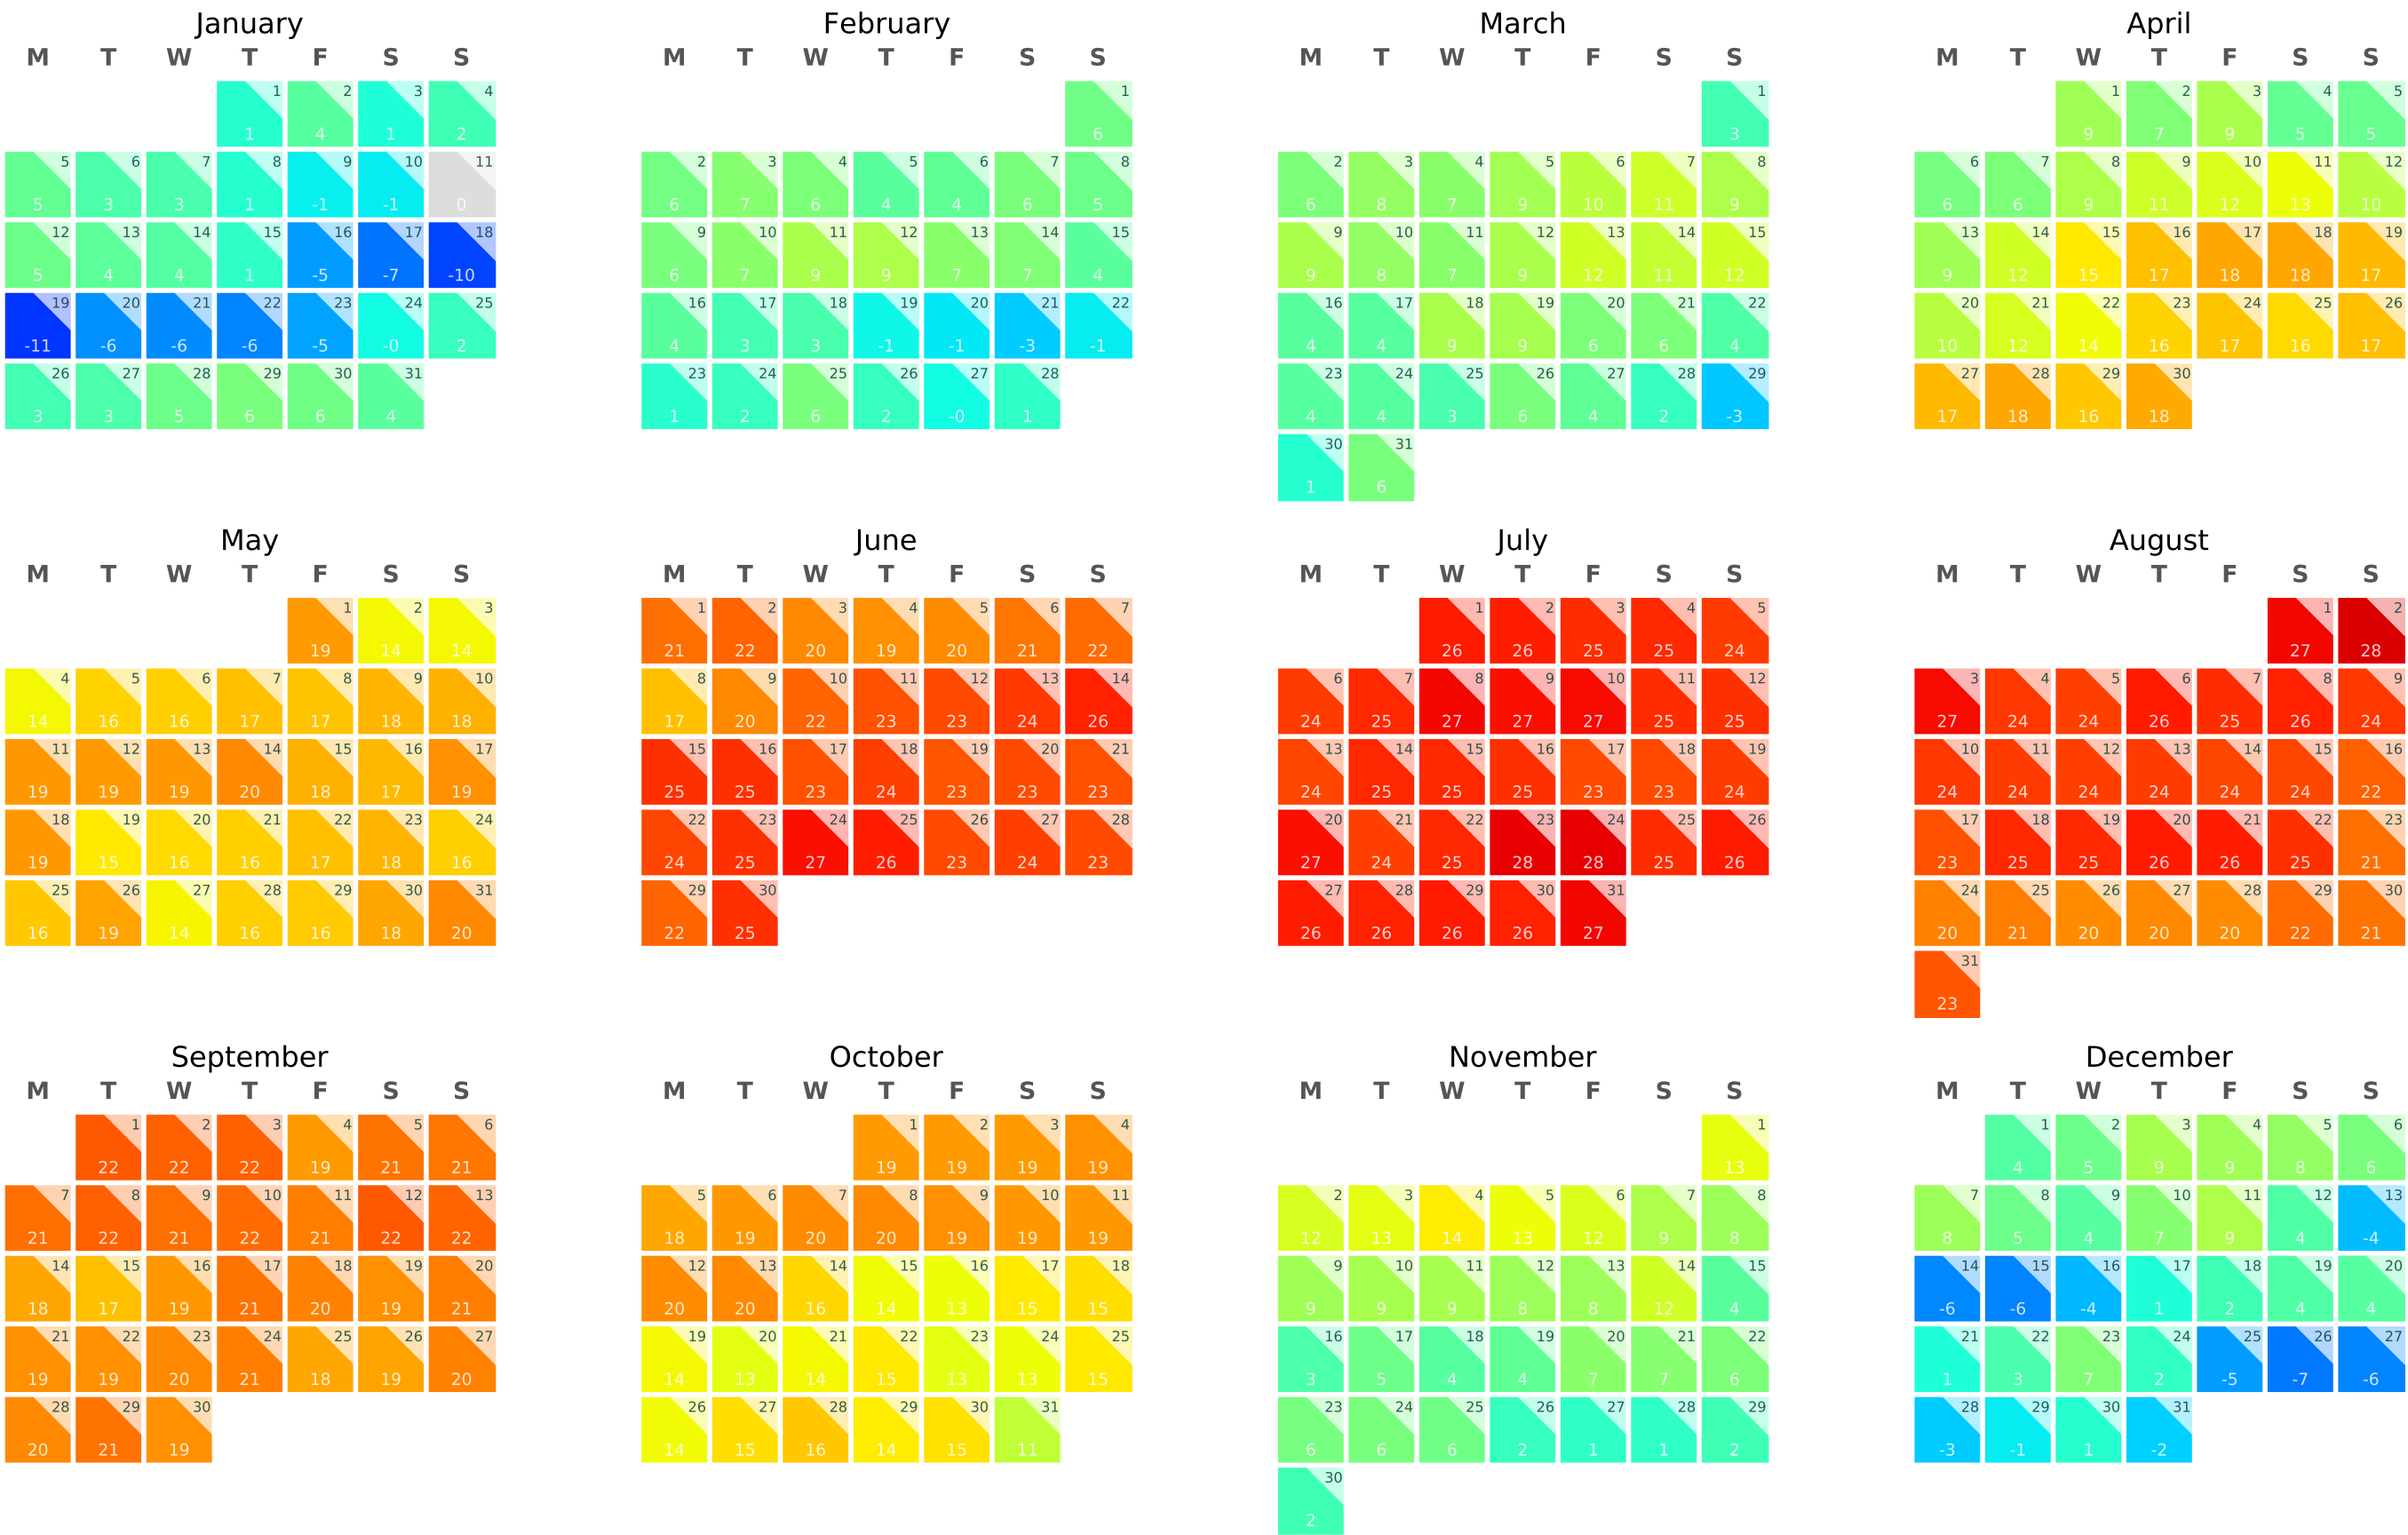 January February March April
M T W T F S S M T W T F S S M T W T F S S M T W T F S S
1 2 3 4 1 1 1 2 3 4 5
1 4 1 2 6 3 9 7 9 5 5
5 6 7 8 9 10 11 2 3 4 5 6 7 8 2 3 4 5 6 7 8 6 7 8 9 10 11 12
5 3 3 1 -1 -1 0 6 7 6 4 4 6 5 6 8 7 9 10 11 9 6 6 9 11 12 13 10
12 13 14 15 16 17 18 9 10 11 12 13 14 15 9 10 11 12 13 14 15 13 14 15 16 17 18 19
5 4 4 1 -5 -7 -10 6 7 9 9 7 7 4 9 8 7 9 12 11 12 9 12 15 17 18 18 17
19 20 21 22 23 24 25 16 17 18 19 20 21 22 16 17 18 19 20 21 22 20 21 22 23 24 25 26
-11 -6 -6 -6 -5 -0 2 4 3 3 -1 -1 -3 -1 4 4 9 9 6 6 4 10 12 14 16 17 16 17
26 27 28 29 30 31 23 24 25 26 27 28 23 24 25 26 27 28 29 27 28 29 30
3 3 5 6 6 4 1 2 6 2 -0 1 4 4 3 6 4 2 -3 17 18 16 18
30 31
1 6
May June July August
M T W T F S S M T W T F S S M T W T F S S M T W T F S S
1 2 3 1 2 3 4 5 6 7 1 2 3 4 5 1 2
19 14 14 21 22 20 19 20 21 22 26 26 25 25 24 27 28
4 5 6 7 8 9 10 8 9 10 11 12 13 14 6 7 8 9 10 11 12 3 4 5 6 7 8 9
14 16 16 17 17 18 18 17 20 22 23 23 24 26 24 25 27 27 27 25 25 27 24 24 26 25 26 24
11 12 13 14 15 16 17 15 16 17 18 19 20 21 13 14 15 16 17 18 19 10 11 12 13 14 15 16
19 19 19 20 18 17 19 25 25 23 24 23 23 23 24 25 25 25 23 23 24 24 24 24 24 24 24 22
18 19 20 21 22 23 24 22 23 24 25 26 27 28 20 21 22 23 24 25 26 17 18 19 20 21 22 23
19 15 16 16 17 18 16 24 25 27 26 23 24 23 27 24 25 28 28 25 26 23 25 25 26 26 25 21
25 26 27 28 29 30 31 29 30 27 28 29 30 31 24 25 26 27 28 29 30
16 19 14 16 16 18 20 22 25 26 26 26 26 27 20 21 20 20 20 22 21
31
23
September October November December
M T W T F S S M T W T F S S M T W T F S S M T W T F S S
1 2 3 4 5 6 1 2 3 4 1 1 2 3 4 5 6
22 22 22 19 21 21 19 19 19 19 13 4 5 9 9 8 6
7 8 9 10 11 12 13 5 6 7 8 9 10 11 2 3 4 5 6 7 8 7 8 9 10 11 12 13
21 22 21 22 21 22 22 18 19 20 20 19 19 19 12 13 14 13 12 9 8 8 5 4 7 9 4 -4
14 15 16 17 18 19 20 12 13 14 15 16 17 18 9 10 11 12 13 14 15 14 15 16 17 18 19 20
18 17 19 21 20 19 21 20 20 16 14 13 15 15 9 9 9 8 8 12 4 -6 -6 -4 1 2 4 4
21 22 23 24 25 26 27 19 20 21 22 23 24 25 16 17 18 19 20 21 22 21 22 23 24 25 26 27
19 19 20 21 18 19 20 14 13 14 15 13 13 15 3 5 4 4 7 7 6 1 3 7 2 -5 -7 -6
28 29 30 26 27 28 29 30 31 23 24 25 26 27 28 29 28 29 30 31
20 21 19 14 15 16 14 15 11 6 6 6 2 1 1 2 -3 -1 1 -2
30
2